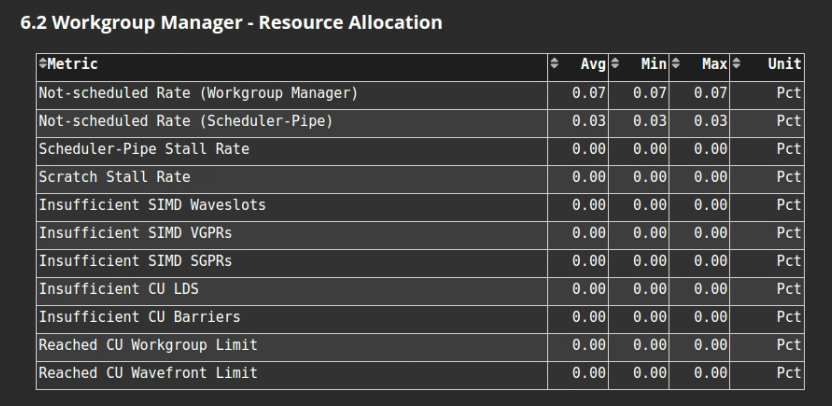 6.2 Workgroup Manager - Resource Allocation
Metric Avg Min Max Unit
Not-scheduled Rate (Workgroup Manager) 0.07 0.07 0.07 Pct
Not-scheduled Rate (Scheduler-Pipe) 0.03 0.03 0.03 Pct
Scheduler-Pipe Stall Rate 0.00 0.00 0.00 Pct
Scratch Stall Rate 0.00 0.00 0.00 Pct
Insufficient SIMD Waveslots 0.00 0.00 0.00 Pct
Insufficient SIMD VGPRs 0.00 0.00 0.00 Pct
Insufficient SIMD SGPRs 0.00 0.00 0.00 Pct
Insufficient CU LDS 0.00 0.00 0.00 Pct
Insufficient CU Barriers 0.00 0.00 0.00 Pct
Reached CU Workgroup Limit 0.00 0.00 0.00 Pct
Reached CU Wavefront Limit 0.00 0.00 0.00 Pct